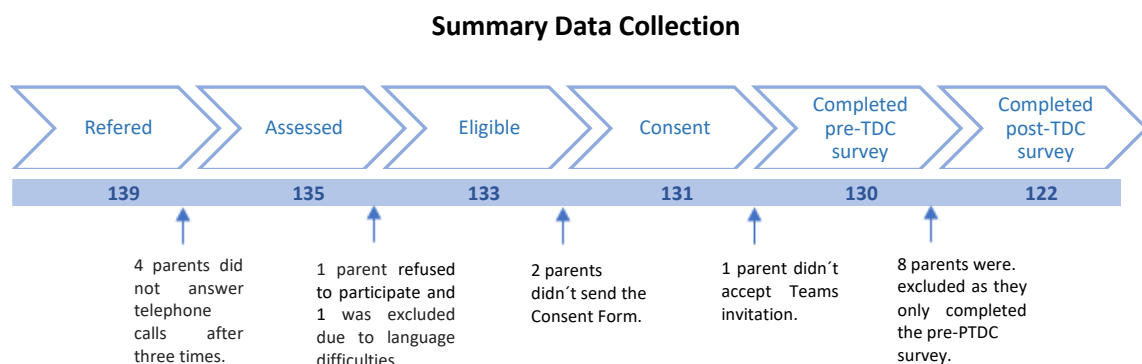 Summary Data Collection
Refered
Assessed
Eligible
Consent
Completed
pre-TDC
survey
Completed
post-TDC
survey
139
135
133
131
130
122
4 parents did
not answer
telephone
calls after
three times.
1 parent refused
to participate and
1 was excluded
due to language
difficulties
2 parents
didn´t send the
Consent Form.
1 parent didn’t
accept Teams
invitation.
8 parents were.
excluded as they
only completed
the pre-PTDC
survey.